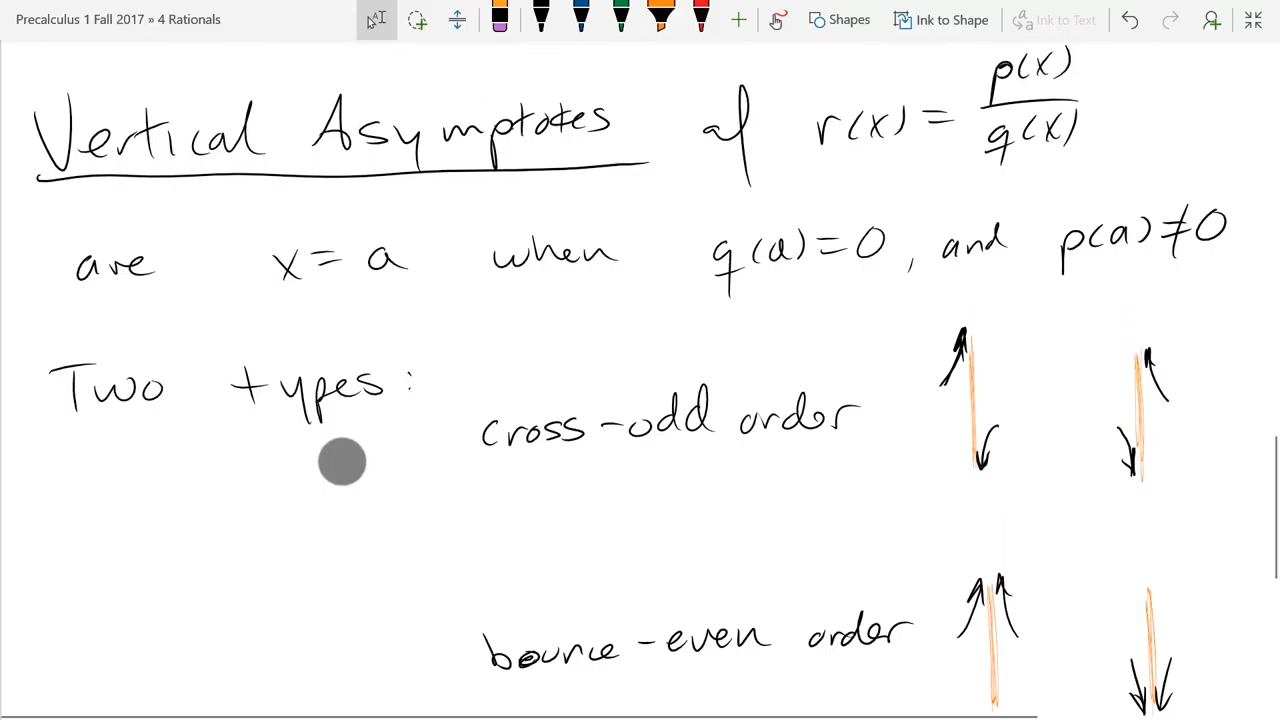 Precalculus 1 Fall 2017 » 4 Rationals
Shapes
Ink to Shape
Ink to Text
Vertical Asymptotes of r(x) = p(x)/q(x)
are x = a when q(a)=0, and p(a)≠0
Two types:
cross-odd order
bounce-even order